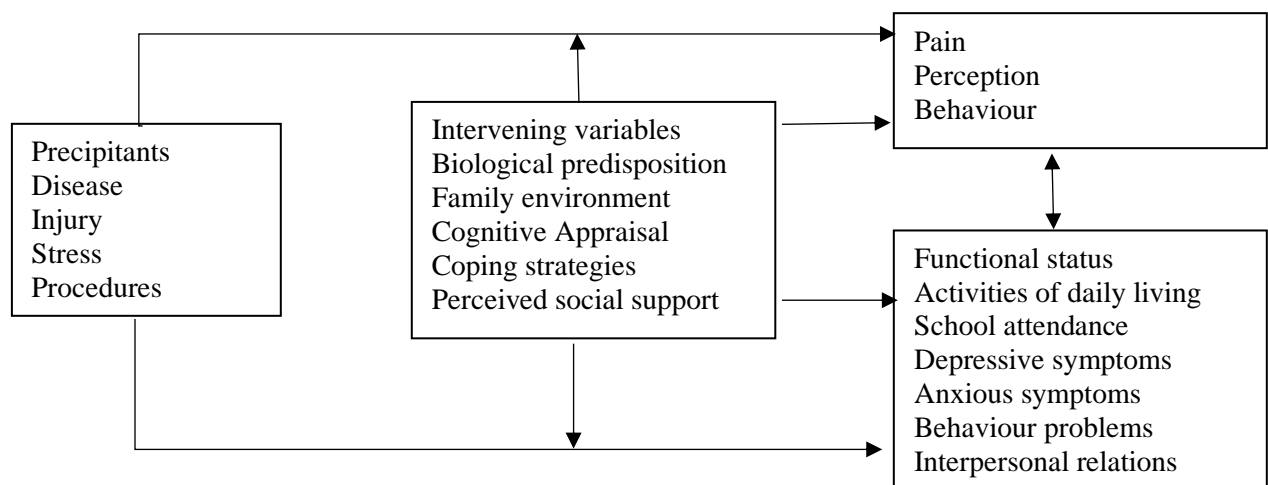 Precipitants
Disease
Injury
Stress
Procedures
Intervening variables
Biological predisposition
Family environment
Cognitive Appraisal
Coping strategies
Perceived social support
Pain
Perception
Behaviour
Functional status
Activities of daily living
School attendance
Depressive symptoms
Anxious symptoms
Behaviour problems
Interpersonal relations